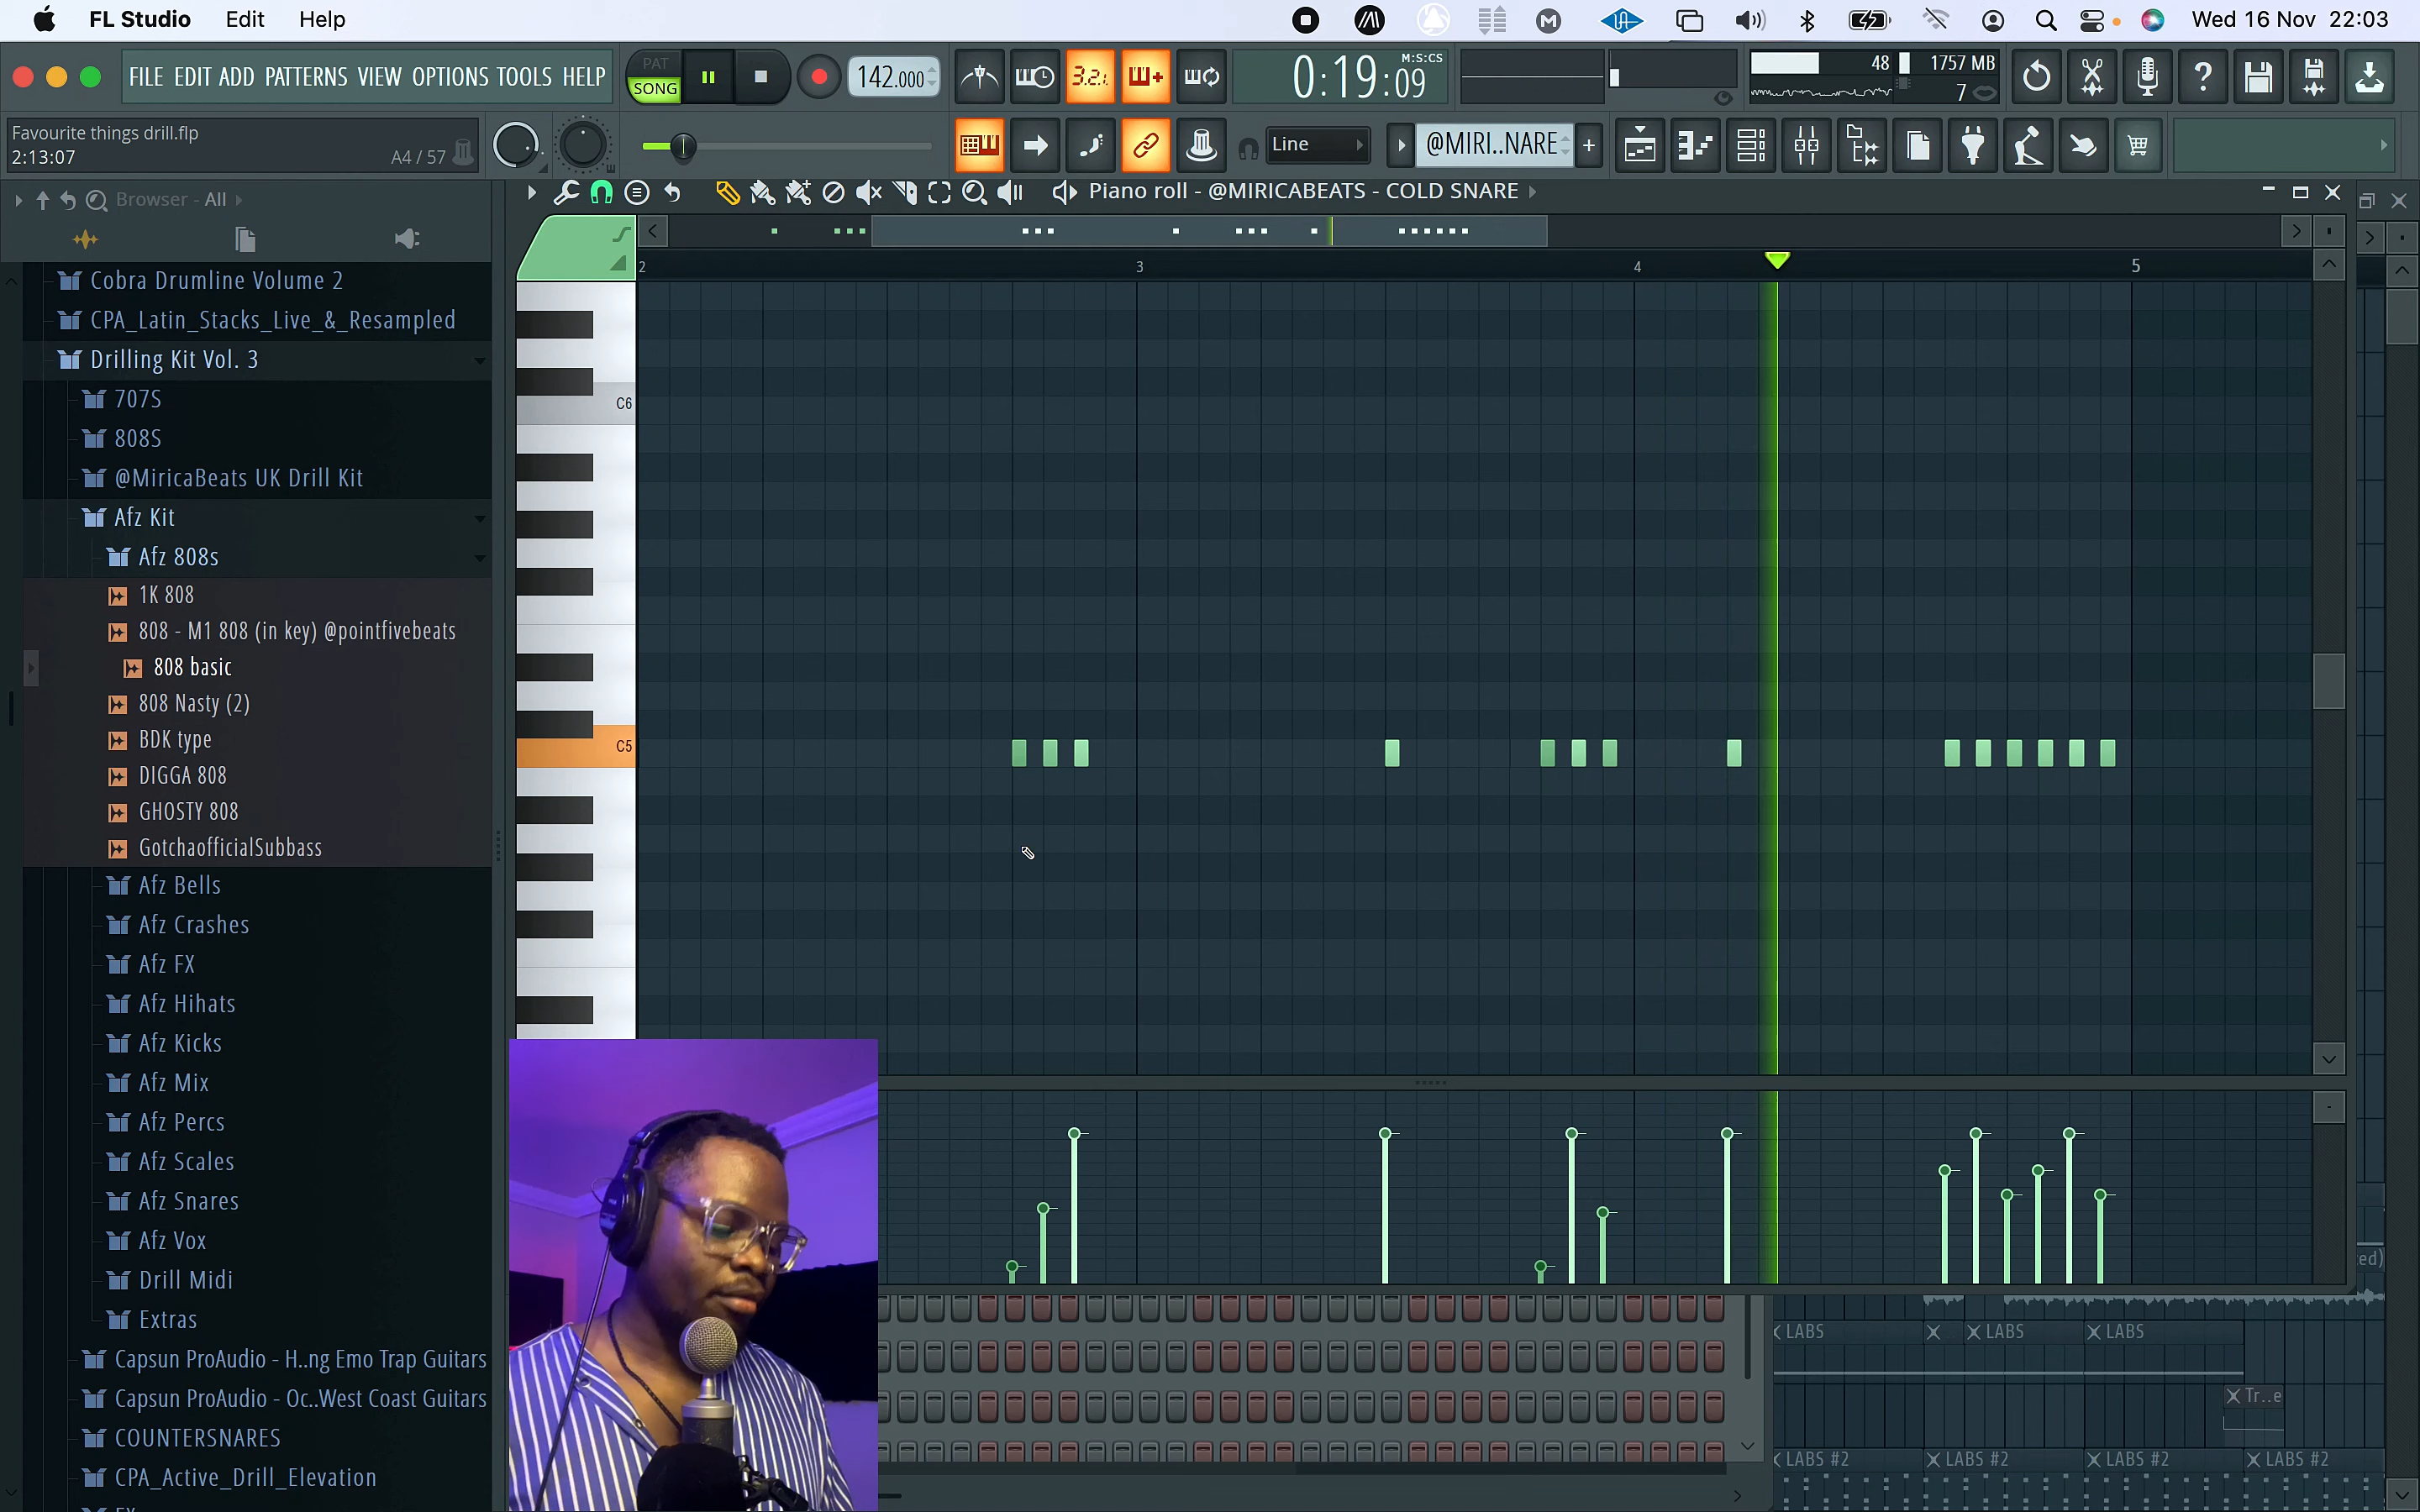 FL Studio Edit Help
Wed 16 Nov 22:03
FILE EDIT ADD PATTERNS VIEW OPTIONS TOOLS HELP
PAT
SONG
142.000
3.2.
M:S:CS
0:19:09
48
1757 MB
7
Favourite things drill.flp
2:13:07
A4 / 57
Line
@MIRI..NARE
Browser - All
Piano roll - @MIRICABEATS - COLD SNARE
2
3
4
5
Cobra Drumline Volume 2
CPA_Latin_Stacks_Live_&_Resampled
Drilling Kit Vol. 3
707S
808S
@MiricaBeats UK Drill Kit
Afz Kit
Afz 808s
1K 808
808 - M1 808 (in key) @pointfivebeats
808 basic
808 Nasty (2)
BDK type
DIGGA 808
GHOSTY 808
GotchaofficialSubbass
Afz Bells
Afz Crashes
Afz FX
Afz Hihats
Afz Kicks
Afz Mix
Afz Percs
Afz Scales
Afz Snares
Afz Vox
Drill Midi
Extras
Capsun ProAudio - H..ng Emo Trap Guitars
Capsun ProAudio - Oc..West Coast Guitars
COUNTERSNARES
CPA_Active_Drill_Elevation
C6
C5
ed)
LABS
LABS
LABS
Tr..e
LABS #2
LABS #2
LABS #2
LABS #2